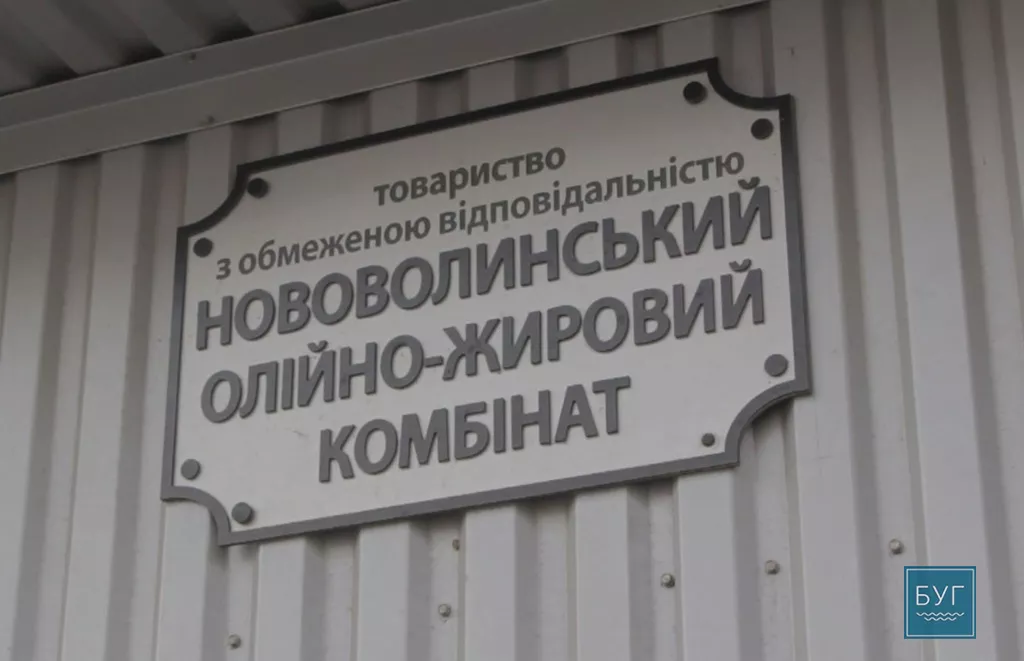 товариство
з обмеженою відповідальністю
НОВОВОЛИНСЬКИЙ
ОЛІЙНО-ЖИРОВИЙ
КОМБІНАТ
БУГ